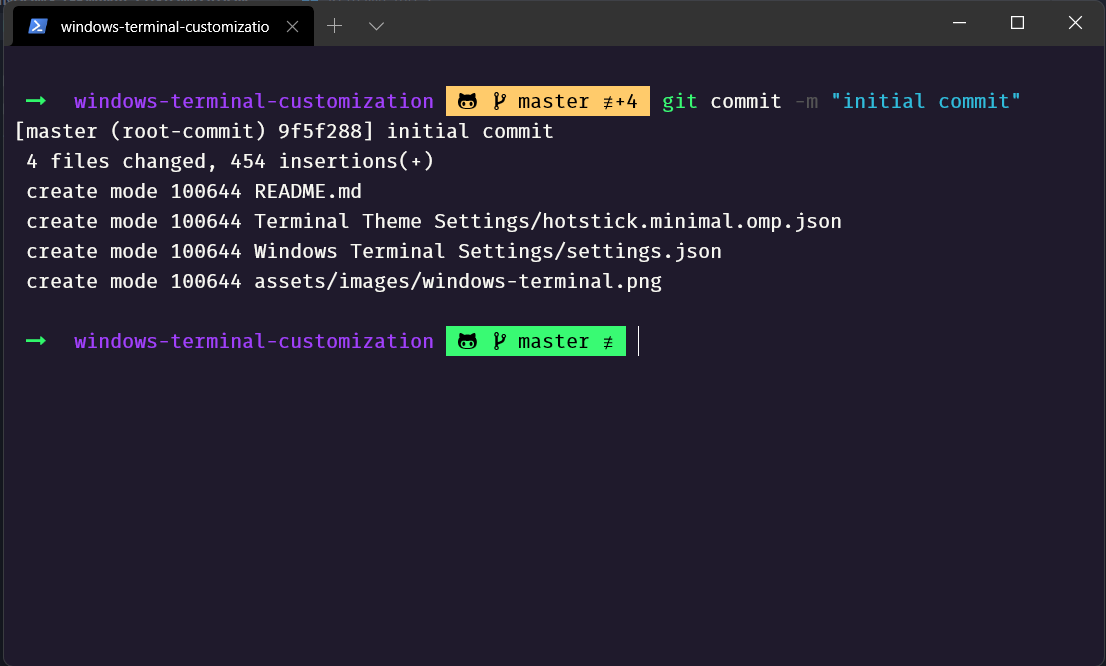 windows-terminal-customizatio
→ windows-terminal-customization master ≢+4 git commit -m "initial commit"
[master (root-commit) 9f5f288] initial commit
4 files changed, 454 insertions(+)
create mode 100644 README.md
create mode 100644 Terminal Theme Settings/hotstick.minimal.omp.json
create mode 100644 Windows Terminal Settings/settings.json
create mode 100644 assets/images/windows-terminal.png
→ windows-terminal-customization master ≢